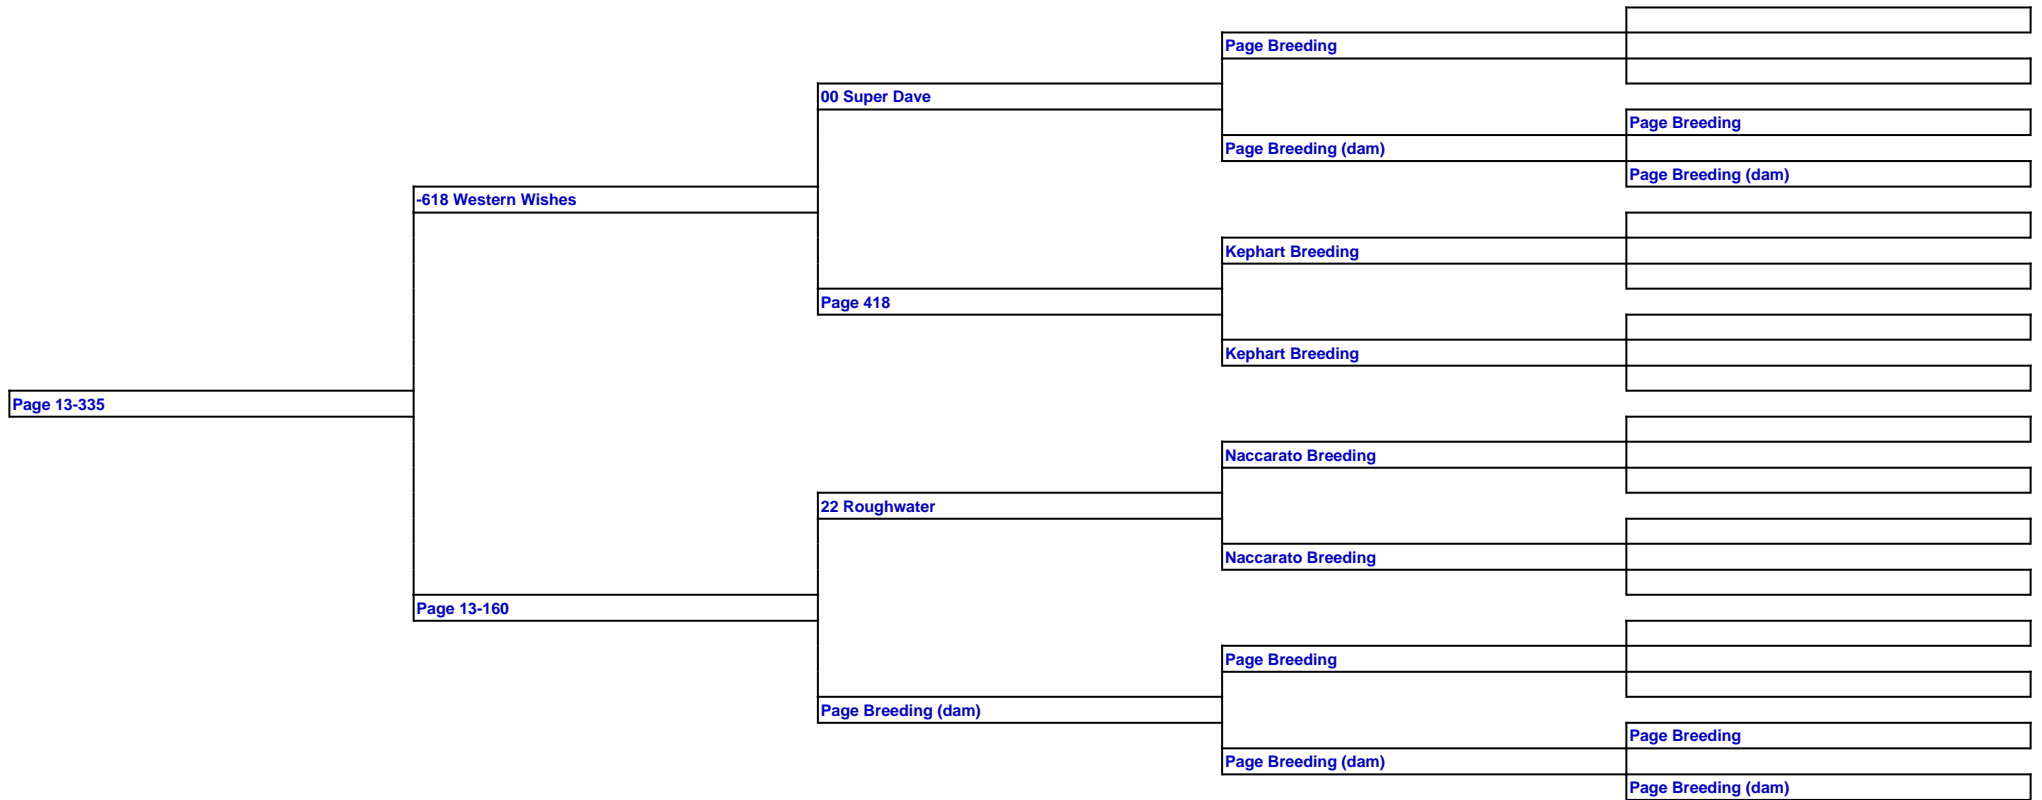 Page Breeding
00 Super Dave
Page Breeding
Page Breeding (dam)
Page Breeding (dam)
-618 Western Wishes
Kephart Breeding
Page 418
Kephart Breeding
Page 13-335
Naccarato Breeding
22 Roughwater
Naccarato Breeding
Page 13-160
Page Breeding
Page Breeding (dam)
Page Breeding
Page Breeding (dam)
Page Breeding (dam)